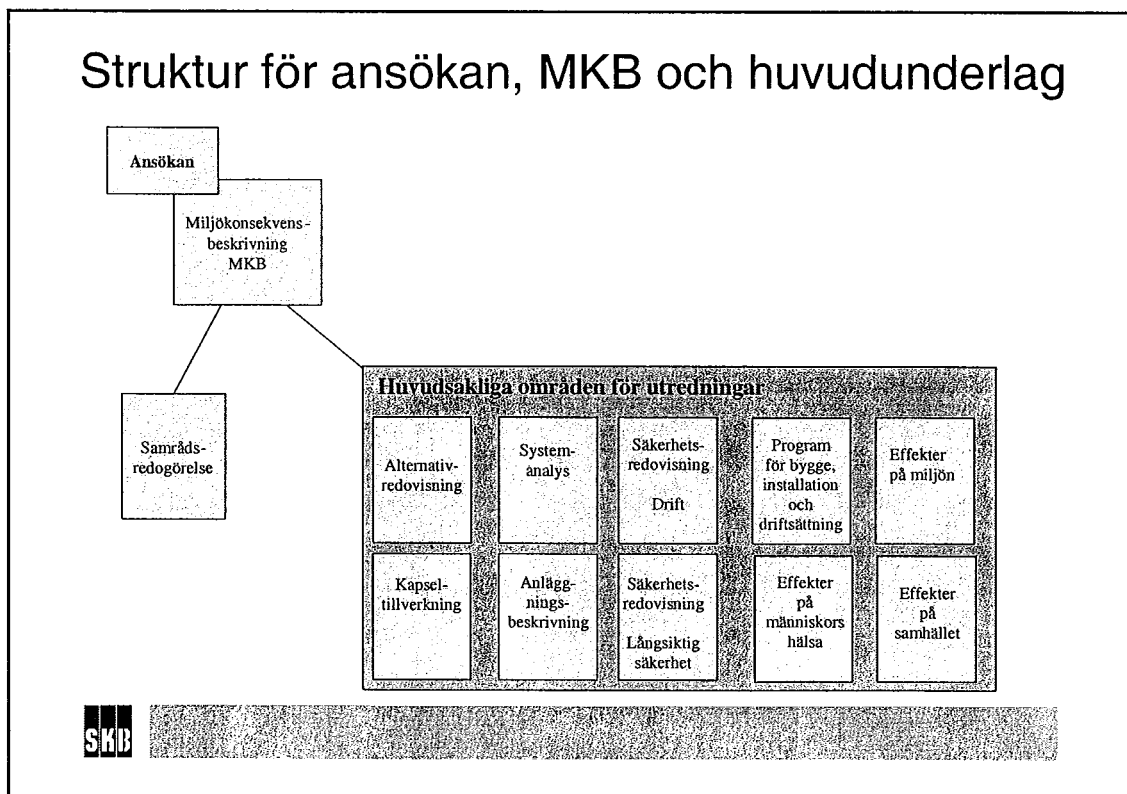 Struktur för ansökan, MKB och huvudunderlag
Ansökan
Miljökonsekvens-
beskrivning
MKB
Samråds-
redogörelse
Huvudsakliga områden för utredningar
Alternativ-
redovisning
System-
analys
Säkerhets-
redovisning
Drift
Program
för bygge,
installation
och
driftsättning
Effekter
på miljön
Kapsel-
tillverkning
Anlägg-
nings-
beskrivning
Säkerhets-
redovisning
Långsiktig
säkerhet
Effekter
på
människors
hälsa
Effekter
på
samhället
SKB